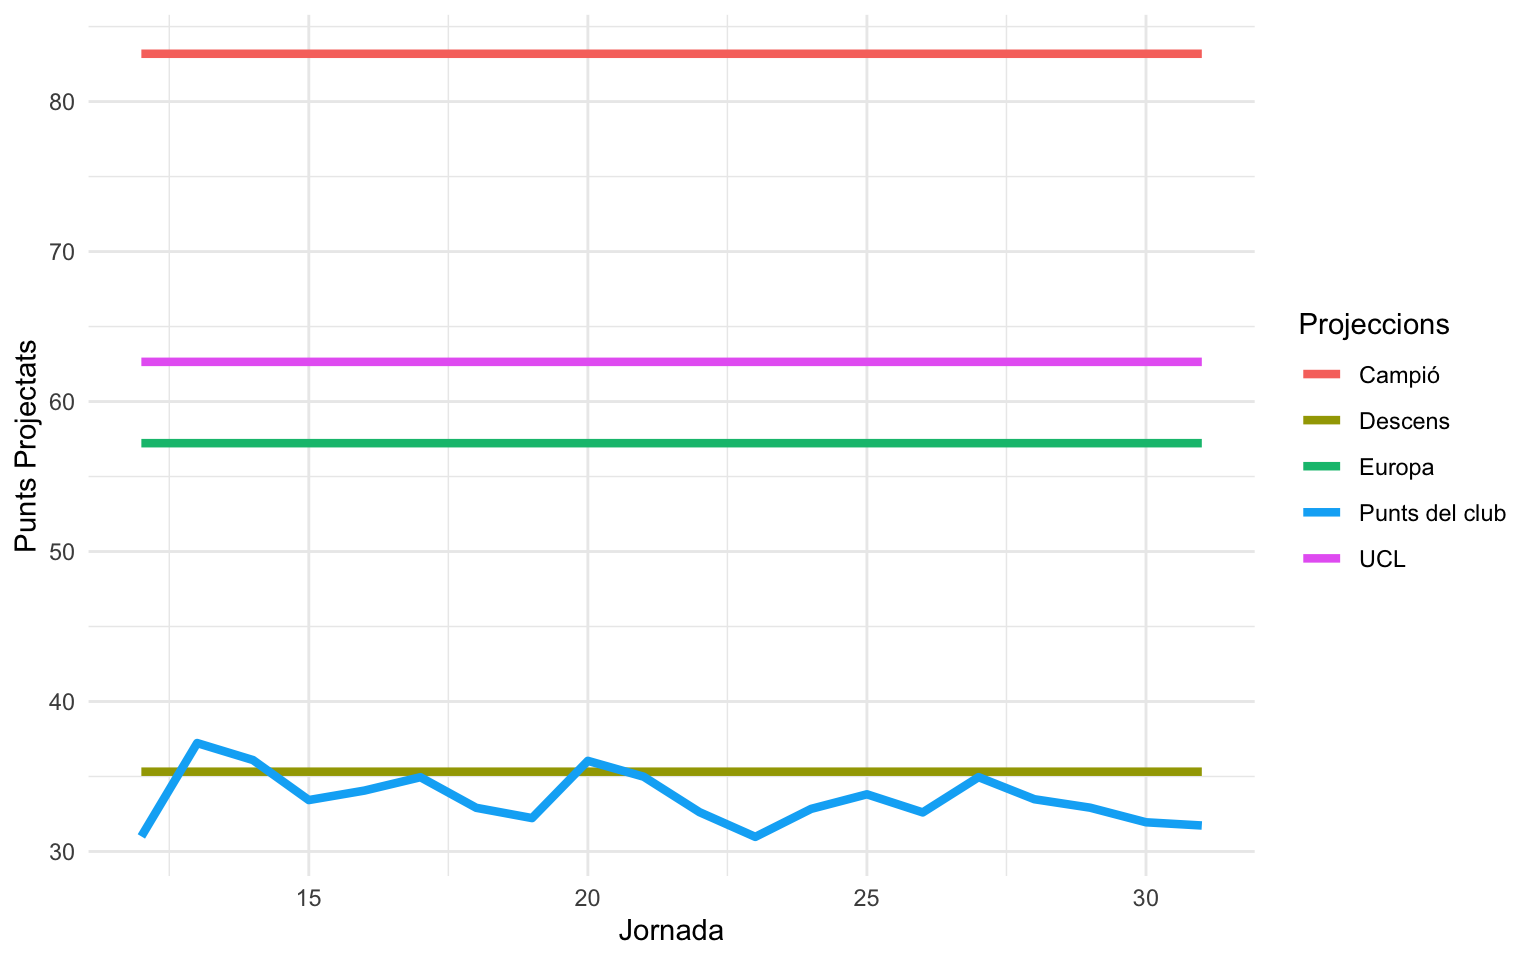 80
70
60
50
40
30
15
20
25
30
Jornada
Punts Projectats
Projeccions
Campió
Descens
Europa
Punts del club
UCL